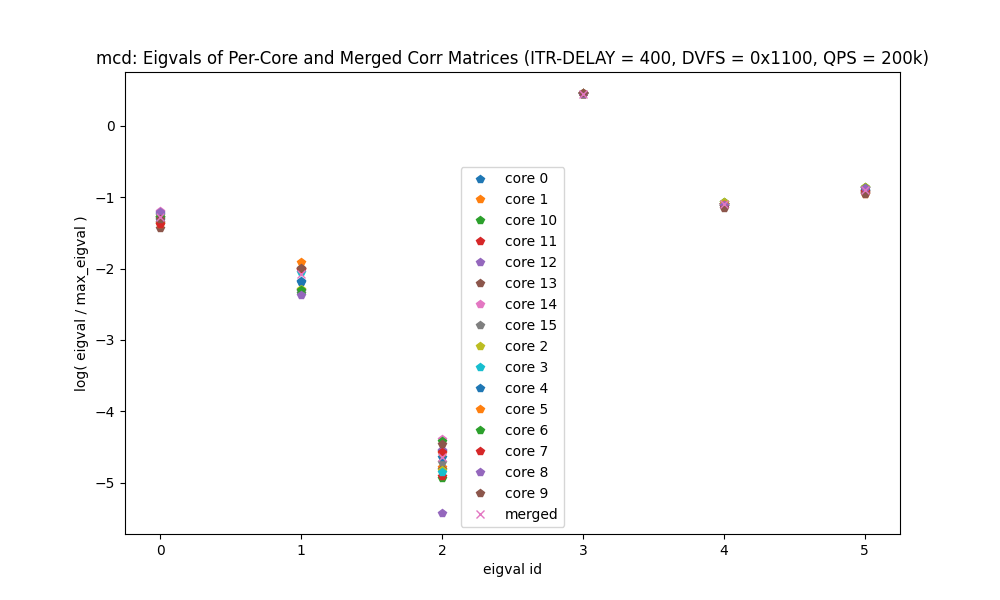 mcd: Eigvals of Per-Core and Merged Corr Matrices (ITR-DELAY = 400, DVFS = 0x1100, QPS = 200k)
log( eigval / max_eigval )
0
−1
−2
−3
−4
−5
core 0
core 1
core 10
core 11
core 12
core 13
core 14
core 15
core 2
core 3
core 4
core 5
core 6
core 7
core 8
core 9
merged
0 1 2 3 4 5
eigval id